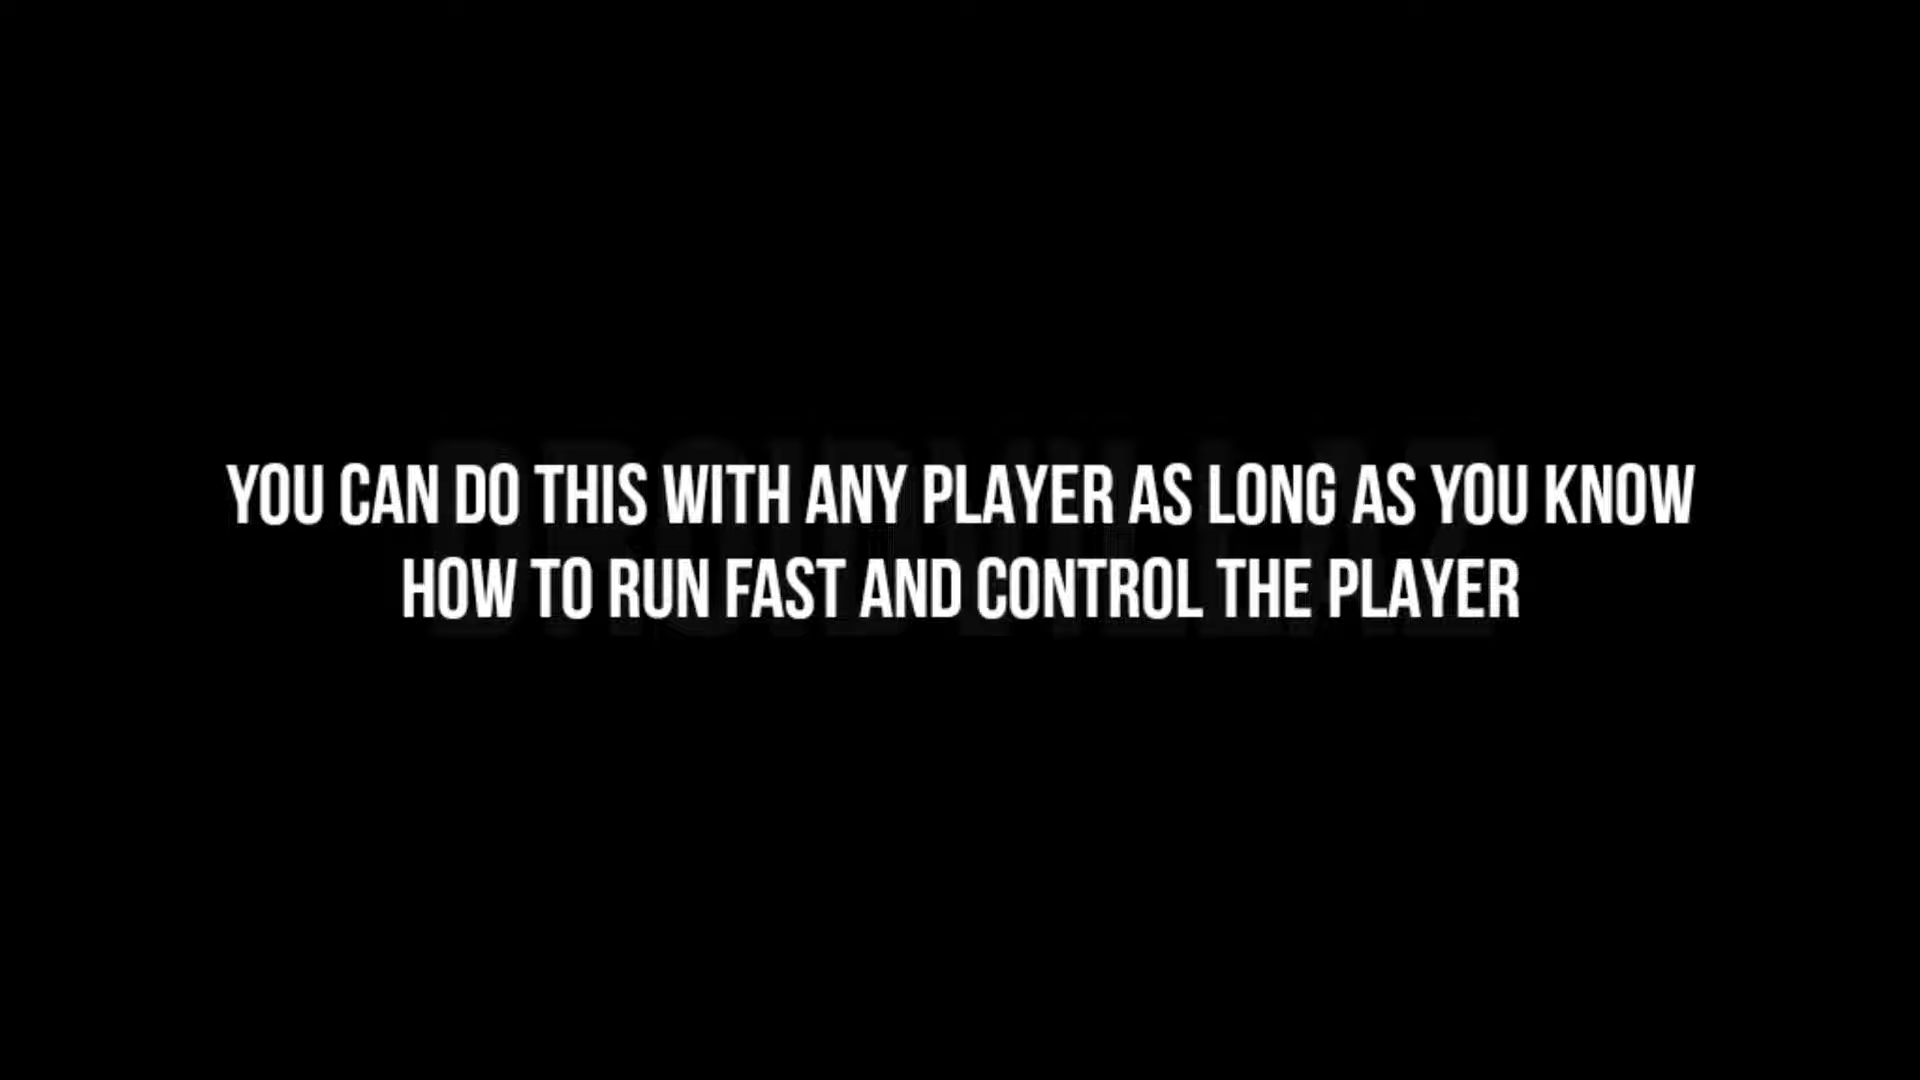 YOU CAN DO THIS WITH ANY PLAYER AS LONG AS YOU KNOW
HOW TO RUN FAST AND CONTROL THE PLAYER